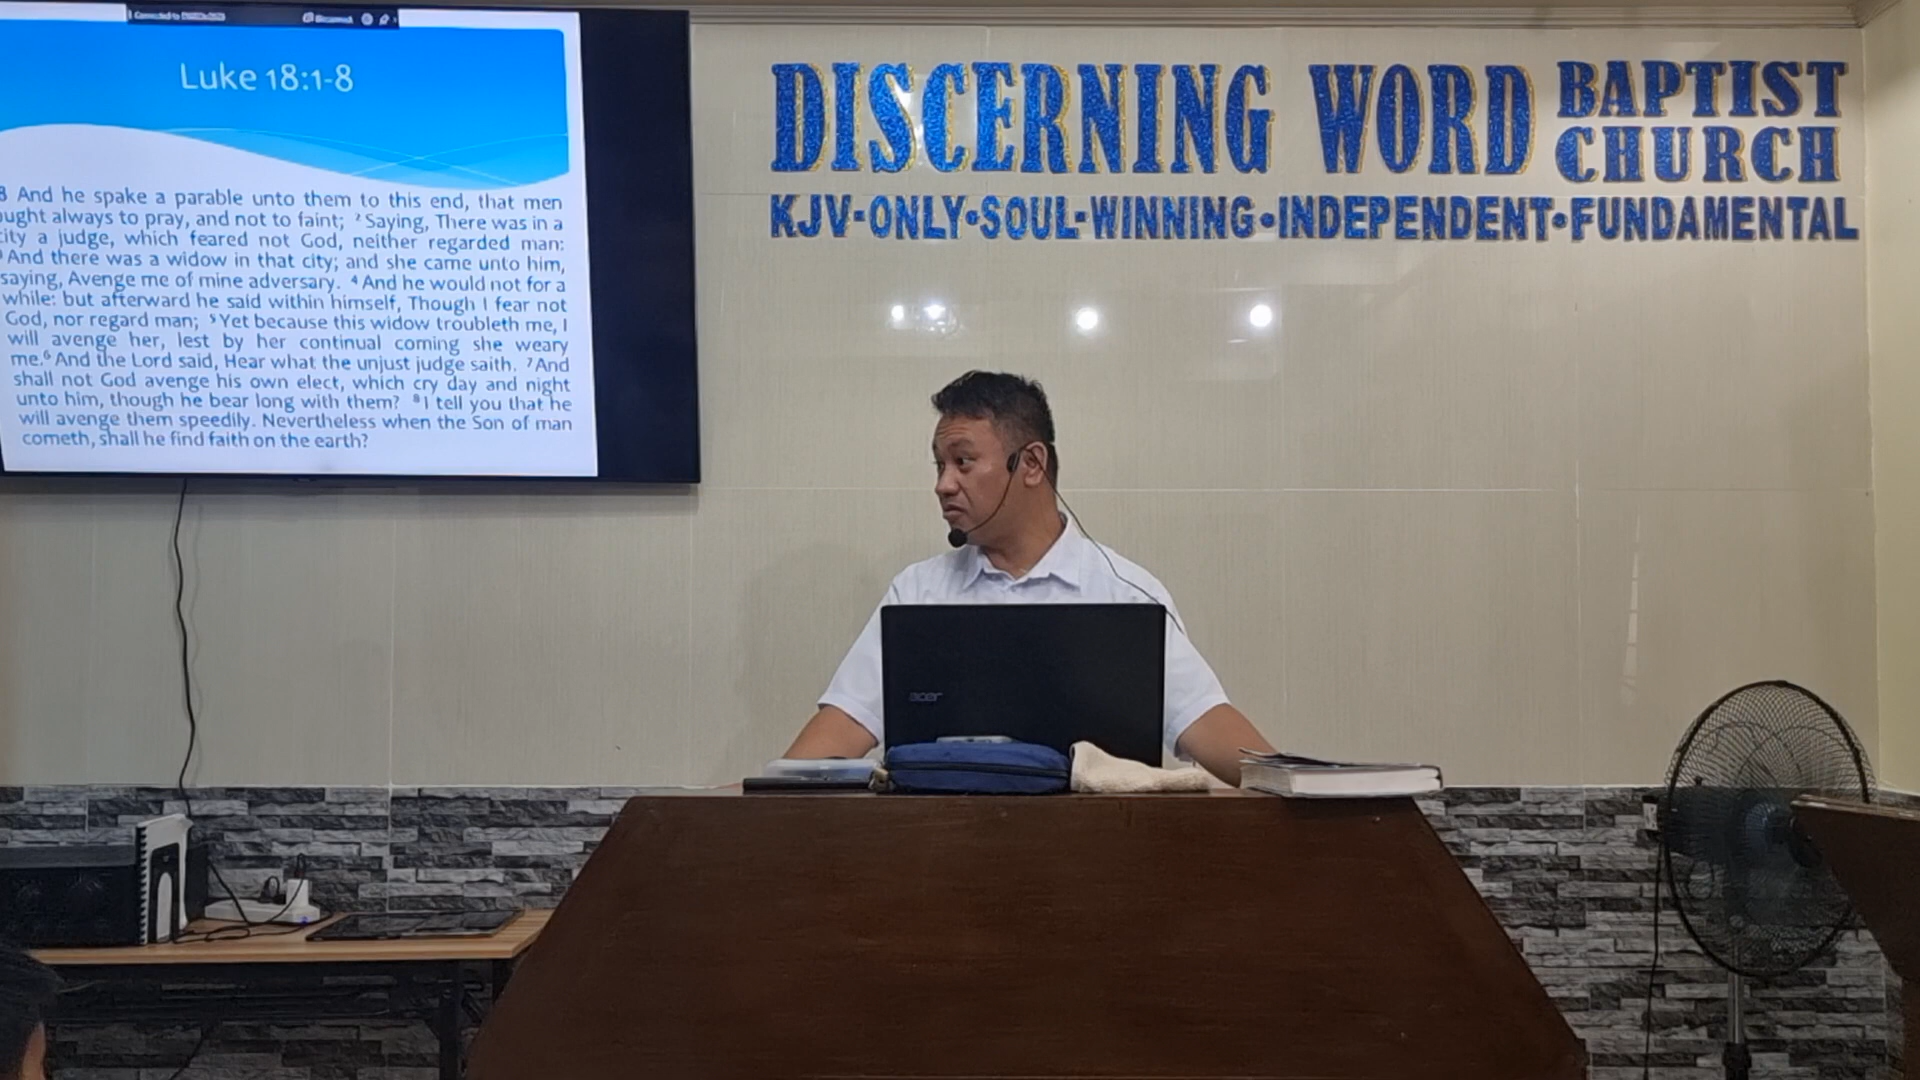 Connected to
Disconnect
Luke 18:1-8
8 And he spake a parable unto them to this end, that men
ought always to pray, and not to faint; 2 Saying, There was in a
city a judge, which feared not God, neither regarded man:
And there was a widow in that city; and she came unto him,
saying, Avenge me of mine adversary. 4 And he would not for a
while: but afterward he said within himself, Though I fear not
God, nor regard man; 5 Yet because this widow troubleth me, I
will avenge her, lest by her continual coming she weary
me.6 And the Lord said, Hear what the unjust judge saith. 7 And
shall not God avenge his own elect, which cry day and night
unto him, though he bear long with them? 8 I tell you that he
will avenge them speedily. Nevertheless when the Son of man
cometh, shall he find faith on the earth?
DISCERNING WORD BAPTIST
CHURCH
KJV-ONLY•SOUL-WINNING•INDEPENDENT•FUNDAMENTAL
acer